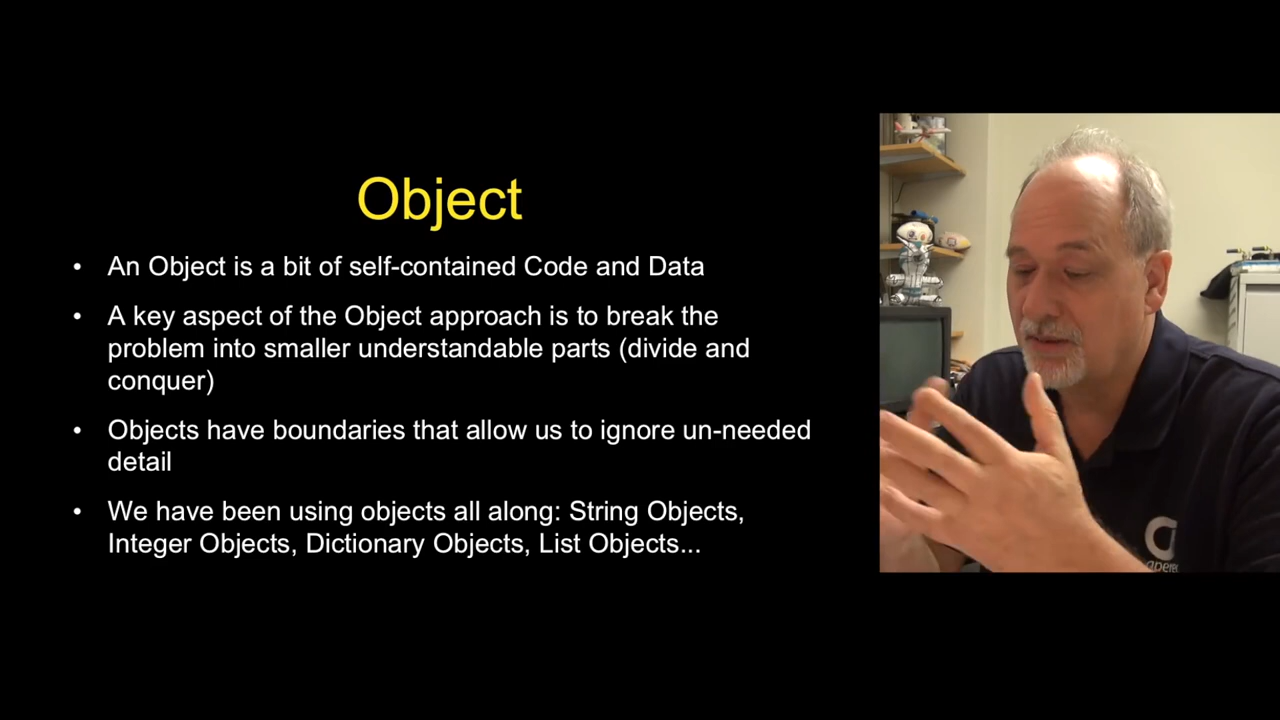 Object
• An Object is a bit of self-contained Code and Data
• A key aspect of the Object approach is to break the
problem into smaller understandable parts (divide and
conquer)
• Objects have boundaries that allow us to ignore un-needed
detail
• We have been using objects all along: String Objects,
Integer Objects, Dictionary Objects, List Objects...